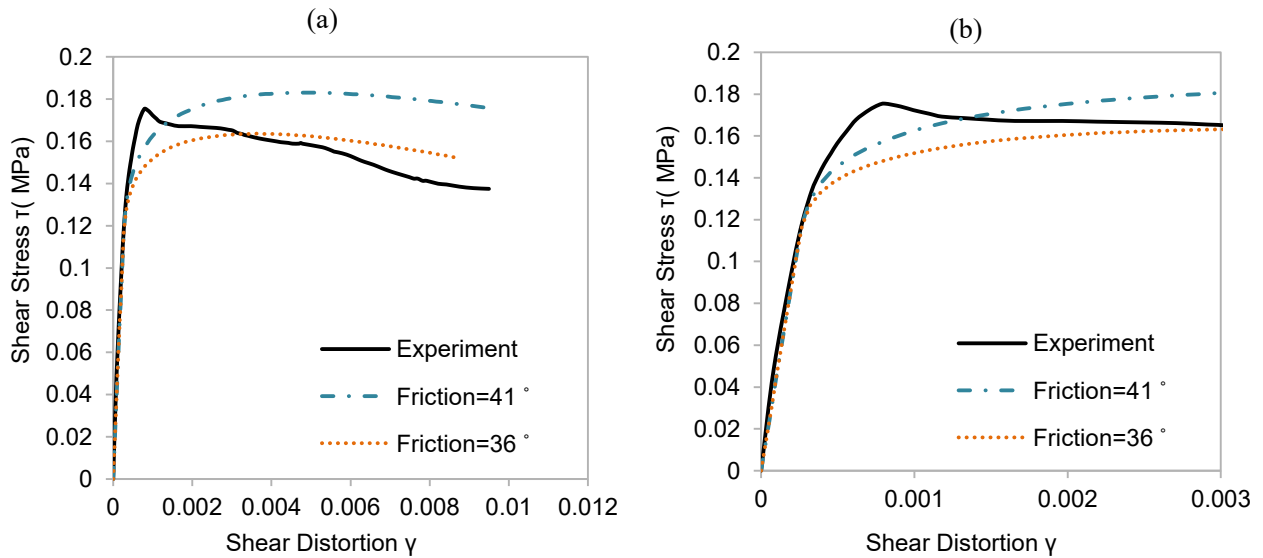 (a)
0.2
0.18
0.16
0.14
0.12
0.1
0.08
0.06
0.04
0.02
0
Shear Stress τ( MPa)
Experiment
Friction=41 °
Friction=36 °
0 0.002 0.004 0.006 0.008 0.01 0.012
Shear Distortion γ
(b)
0.2
0.18
0.16
0.14
0.12
0.1
0.08
0.06
0.04
0.02
0
Shear Stress τ( MPa)
Experiment
Friction=41 °
Friction=36 °
0 0.001 0.002 0.003
Shear Distortion γ